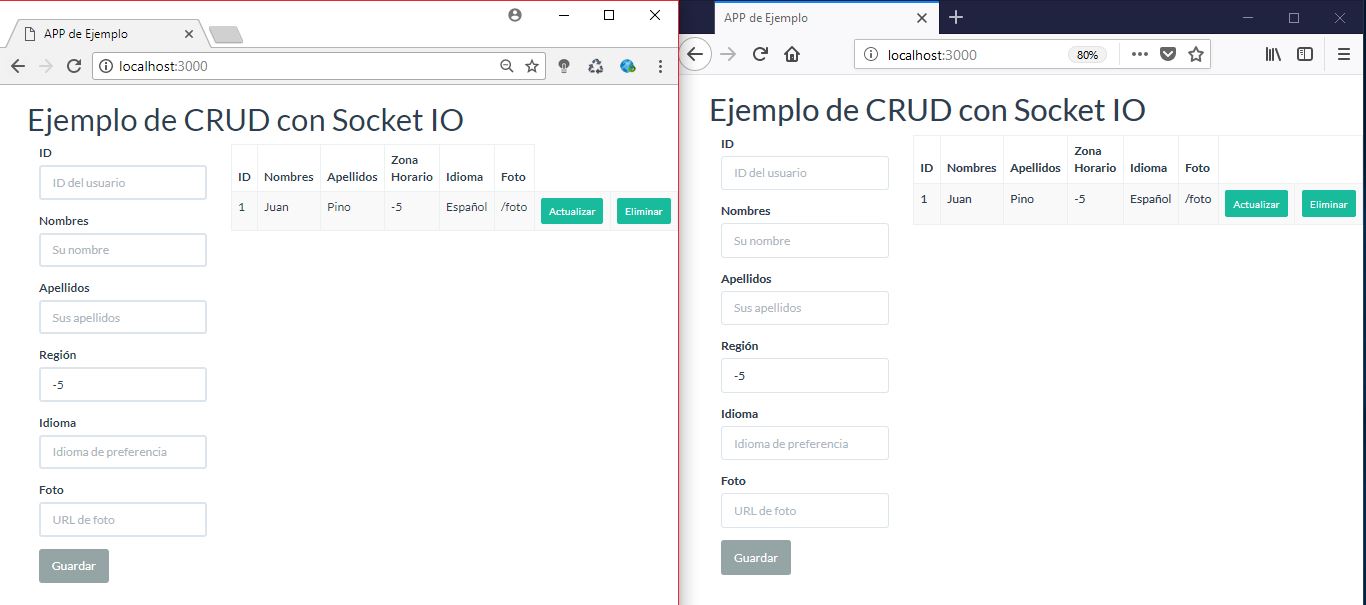 APP de Ejemplo
localhost:3000
Ejemplo de CRUD con Socket IO
ID
ID del usuario
Nombres
Su nombre
Apellidos
Sus apellidos
Región
-5
Idioma
Idioma de preferencia
Foto
URL de foto
Guardar
ID Nombres Apellidos Zona Horario Idioma Foto
1 Juan Pino -5 Español /foto Actualizar Eliminar
APP de Ejemplo
localhost:3000 80%
Ejemplo de CRUD con Socket IO
ID
ID del usuario
Nombres
Su nombre
Apellidos
Sus apellidos
Región
-5
Idioma
Idioma de preferencia
Foto
URL de foto
Guardar
ID Nombres Apellidos Zona Horario Idioma Foto
1 Juan Pino -5 Español /foto Actualizar Eliminar